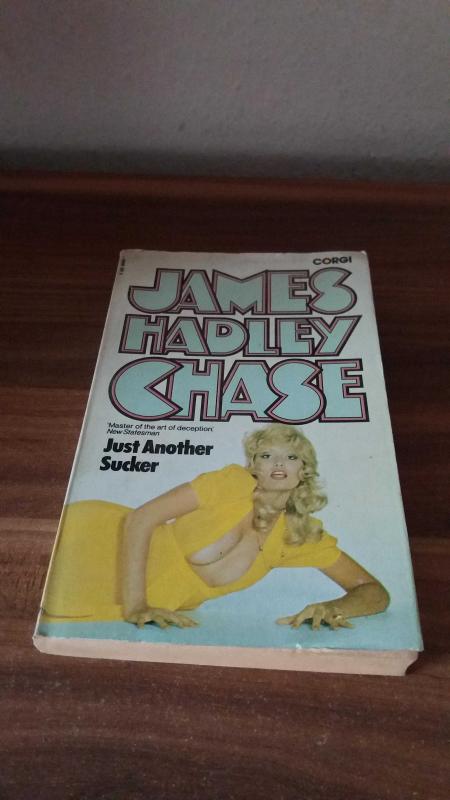 CORGI
JAMES
HADLEY
CHASE
'Master of the art of deception'
New Statesman
Just Another
Sucker